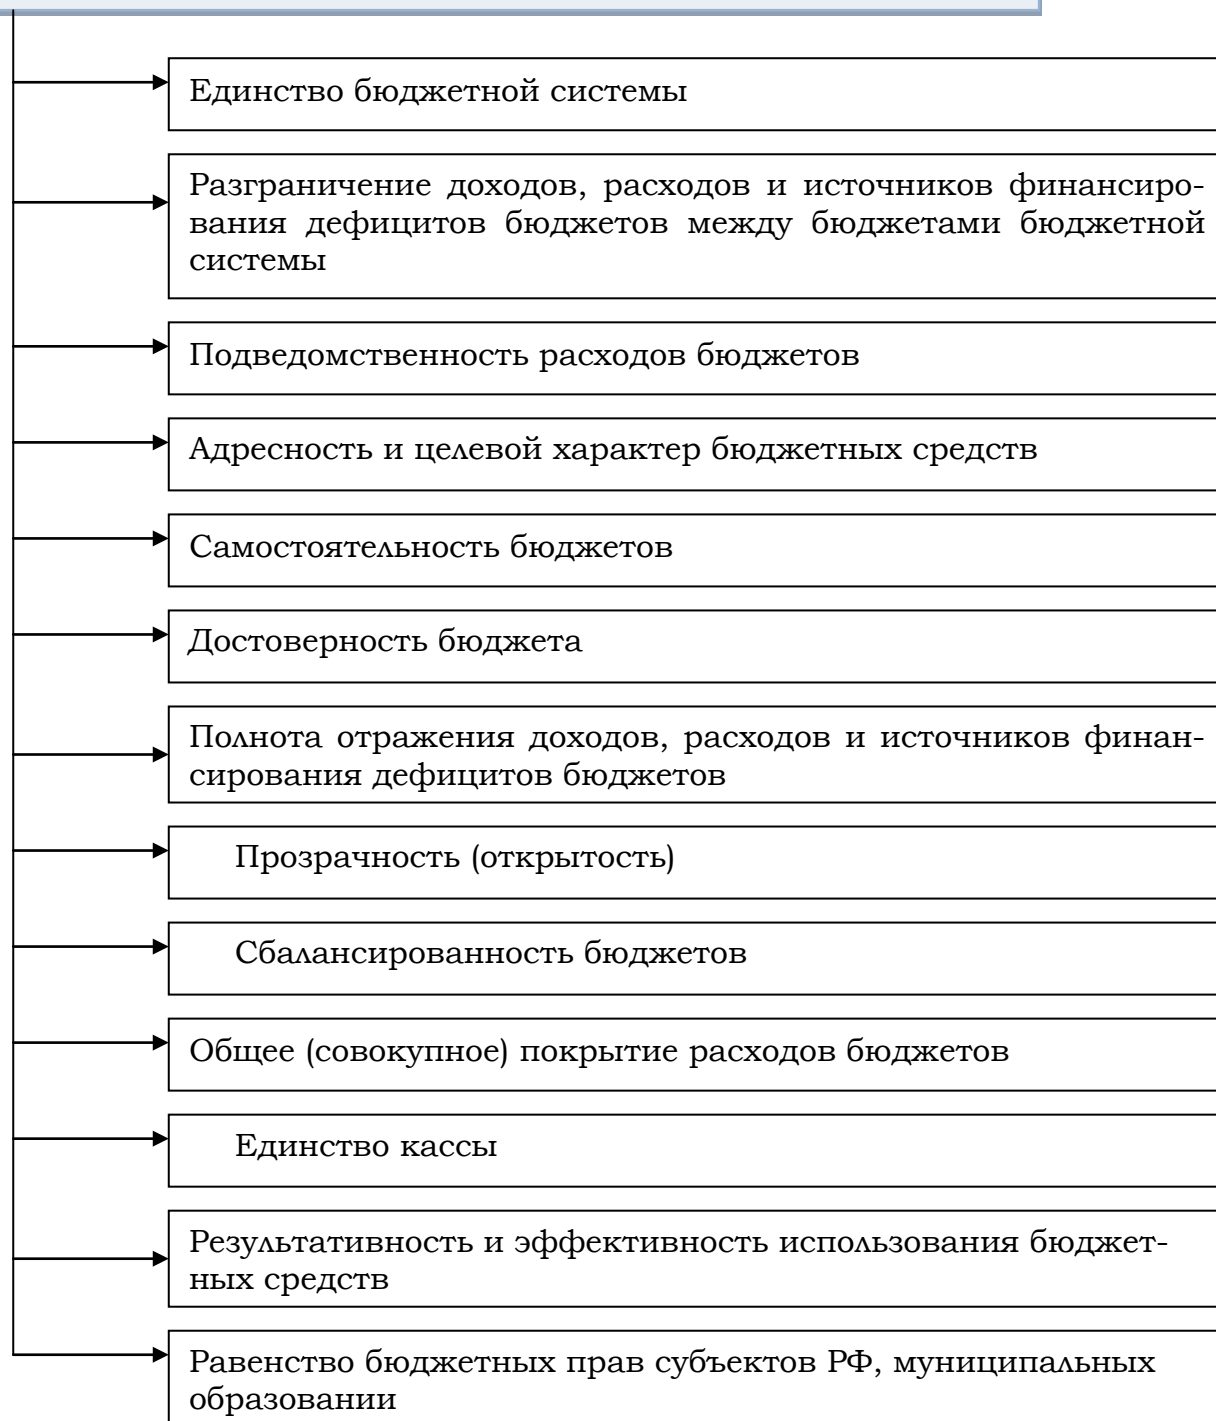 Единство бюджетной системы
Разграничение доходов, расходов и источников финансиро-
вания дефицитов бюджетов между бюджетами бюджетной
системы
Подведомственность расходов бюджетов
Адресность и целевой характер бюджетных средств
Самостоятельность бюджетов
Достоверность бюджета
Полнота отражения доходов, расходов и источников финан-
сирования дефицитов бюджетов
Прозрачность (открытость)
Сбалансированность бюджетов
Общее (совокупное) покрытие расходов бюджетов
Единство кассы
Результативность и эффективность использования бюджет-
ных средств
Равенство бюджетных прав субъектов РФ, муниципальных
образовании